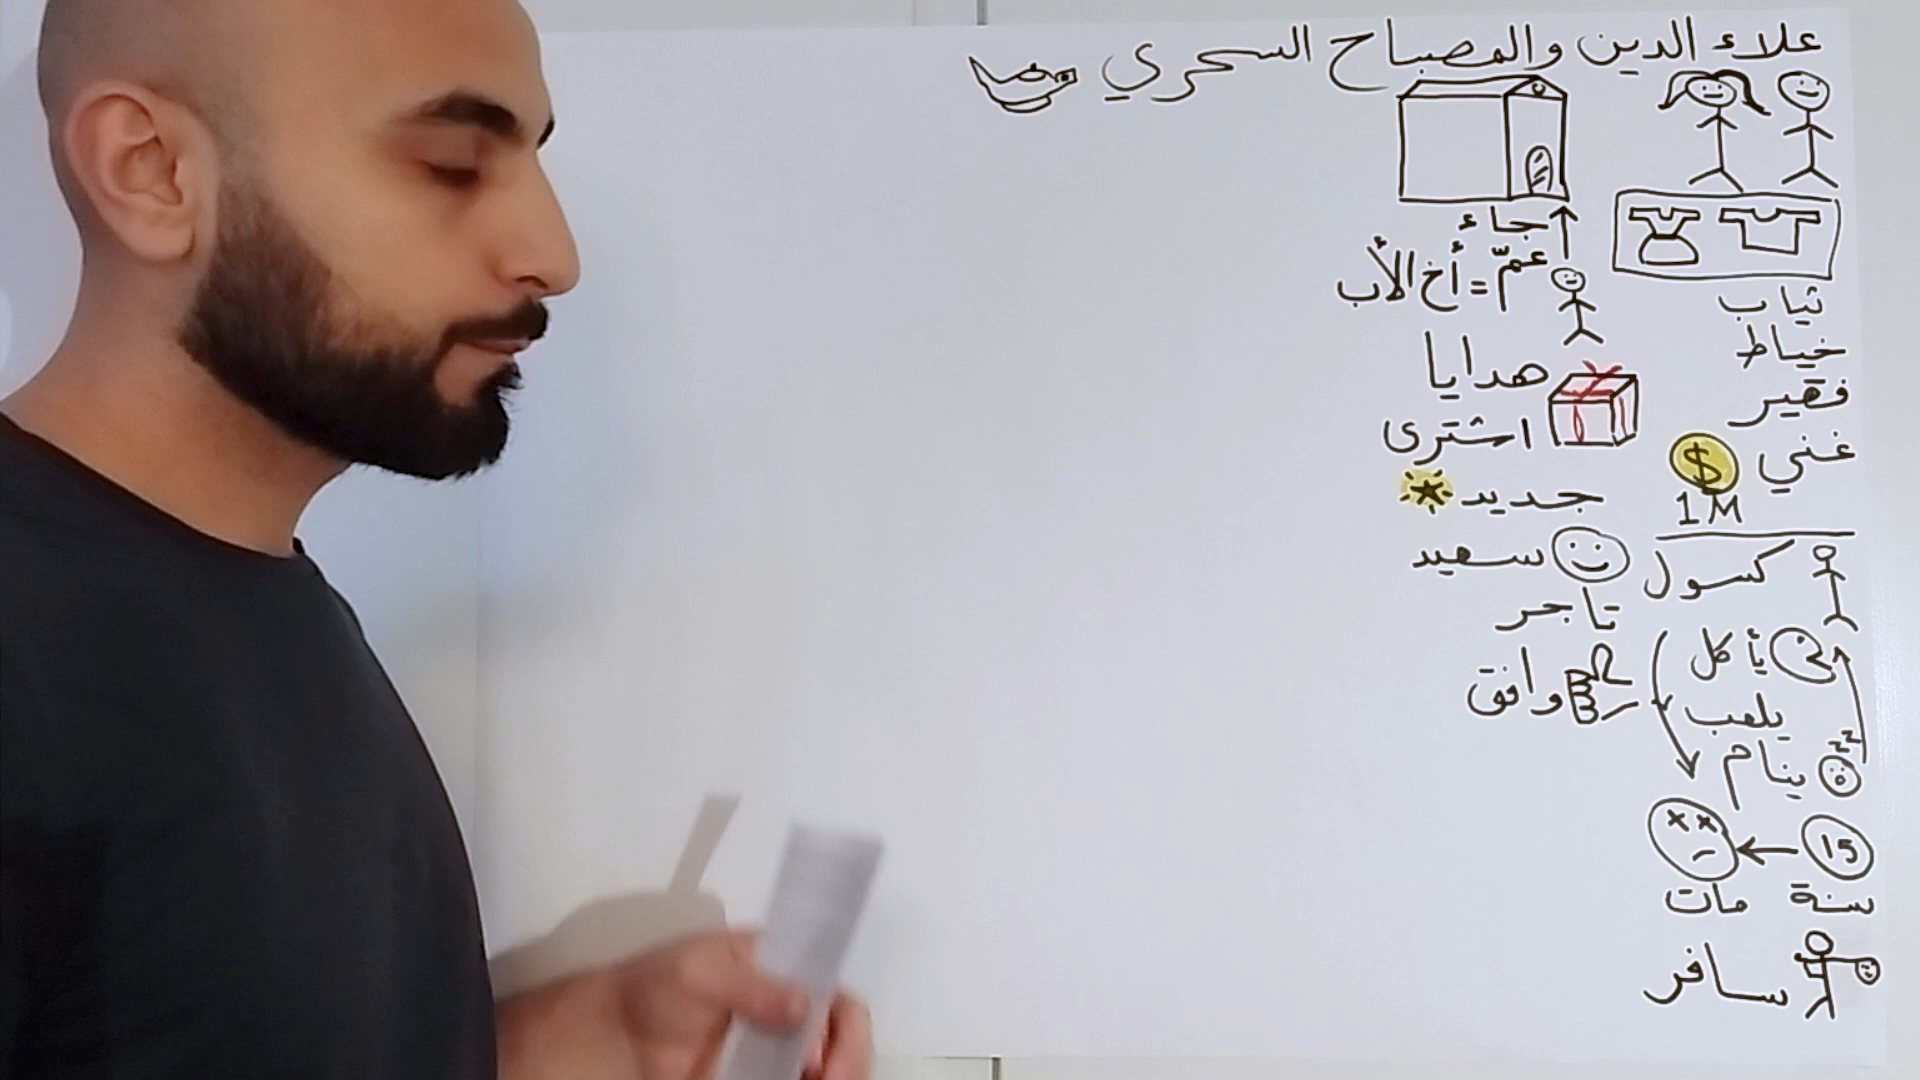 علاء الدين والمصباح السحري
ثياب
خياط
فقير
غني
$
1M
كسول
يأكل
يلعب
ينام
zzz
15
سنة
مات
سافر
جاء
عمّ = أخ الأب
هدايا
اشترى
جديد
سعيد
تاجر
وافق